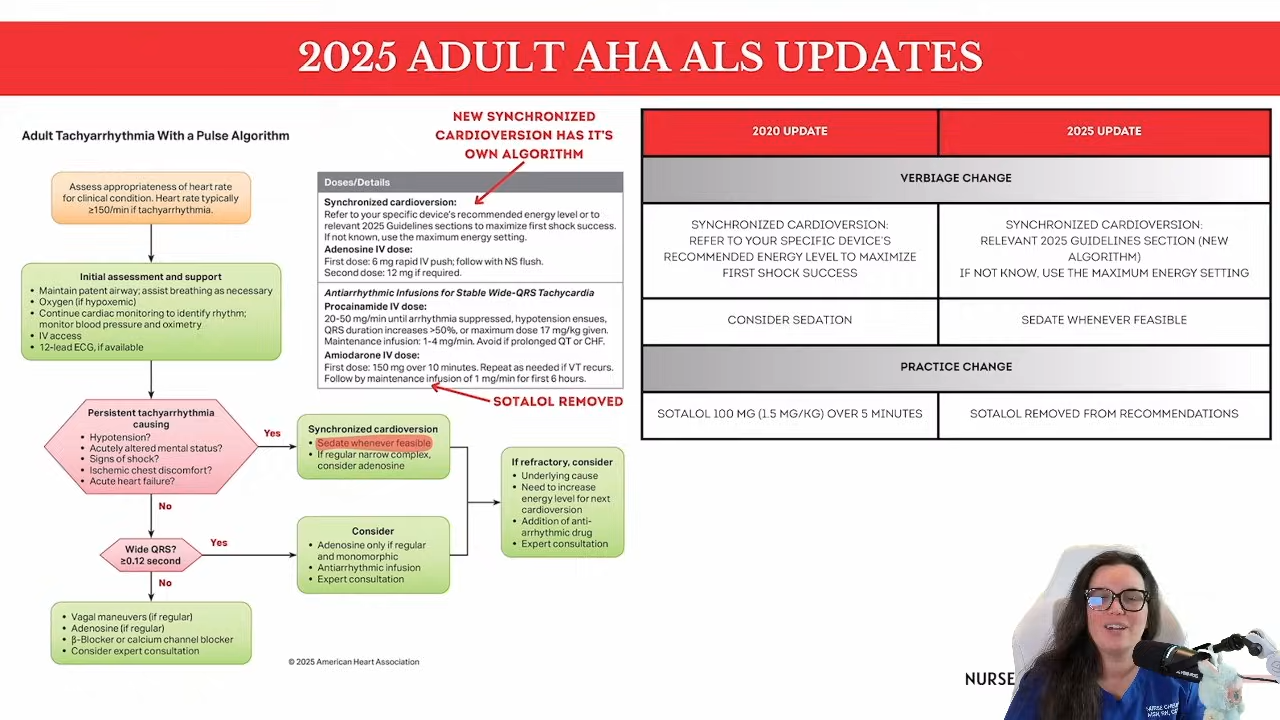 2025 ADULT AHA ALS UPDATES
Adult Tachyarrhythmia With a Pulse Algorithm
NEW SYNCHRONIZED
CARDIOVERSION HAS IT'S
OWN ALGORITHM
Assess appropriateness of heart rate
for clinical condition. Heart rate typically
≥150/min if tachyarrhythmia.
Initial assessment and support
• Maintain patent airway; assist breathing as necessary
• Oxygen (if hypoxemic)
• Continue cardiac monitoring to identify rhythm;
monitor blood pressure and oximetry
• IV access
• 12-lead ECG, if available
Doses/Details
Synchronized cardioversion:
Refer to your specific device's recommended energy level or to
relevant 2025 Guidelines sections to maximize first shock success.
If not known, use the maximum energy setting.
Adenosine IV dose:
First dose: 6 mg rapid IV push; follow with NS flush.
Second dose: 12 mg if required.
Antiarrhythmic Infusions for Stable Wide-QRS Tachycardia
Procainamide IV dose:
20-50 mg/min until arrhythmia suppressed, hypotension ensues,
QRS duration increases >50%, or maximum dose 17 mg/kg given.
Maintenance infusion: 1-4 mg/min. Avoid if prolonged QT or CHF.
Amiodarone IV dose:
First dose: 150 mg over 10 minutes. Repeat as needed if VT recurs.
Follow by maintenance infusion of 1 mg/min for first 6 hours.
SOTALOL REMOVED
Persistent tachyarrhythmia
causing
• Hypotension?
• Acutely altered mental status?
• Signs of shock?
• Ischemic chest discomfort?
• Acute heart failure?
Yes
Synchronized cardioversion
• Sedate whenever feasible
• If regular narrow complex,
consider adenosine
If refractory, consider
• Underlying cause
• Need to increase
energy level for next
cardioversion
• Addition of anti-
arrhythmic drug
• Expert consultation
No
Wide QRS?
≥0.12 second
Yes
Consider
• Adenosine only if regular
and monomorphic
• Antiarrhythmic infusion
• Expert consultation
No
• Vagal maneuvers (if regular)
• Adenosine (if regular)
• β-Blocker or calcium channel blocker
• Consider expert consultation
© 2025 American Heart Association
2020 UPDATE
2025 UPDATE
VERBIAGE CHANGE
SYNCHRONIZED CARDIOVERSION:
REFER TO YOUR SPECIFIC DEVICE'S
RECOMMENDED ENERGY LEVEL TO MAXIMIZE
FIRST SHOCK SUCCESS
SYNCHRONIZED CARDIOVERSION:
RELEVANT 2025 GUIDELINES SECTION (NEW
ALGORITHM)
IF NOT KNOW, USE THE MAXIMUM ENERGY SETTING
CONSIDER SEDATION
SEDATE WHENEVER FEASIBLE
PRACTICE CHANGE
SOTALOL 100 MG (1.5 MG/KG) OVER 5 MINUTES
SOTALOL REMOVED FROM RECOMMENDATIONS
NURSE